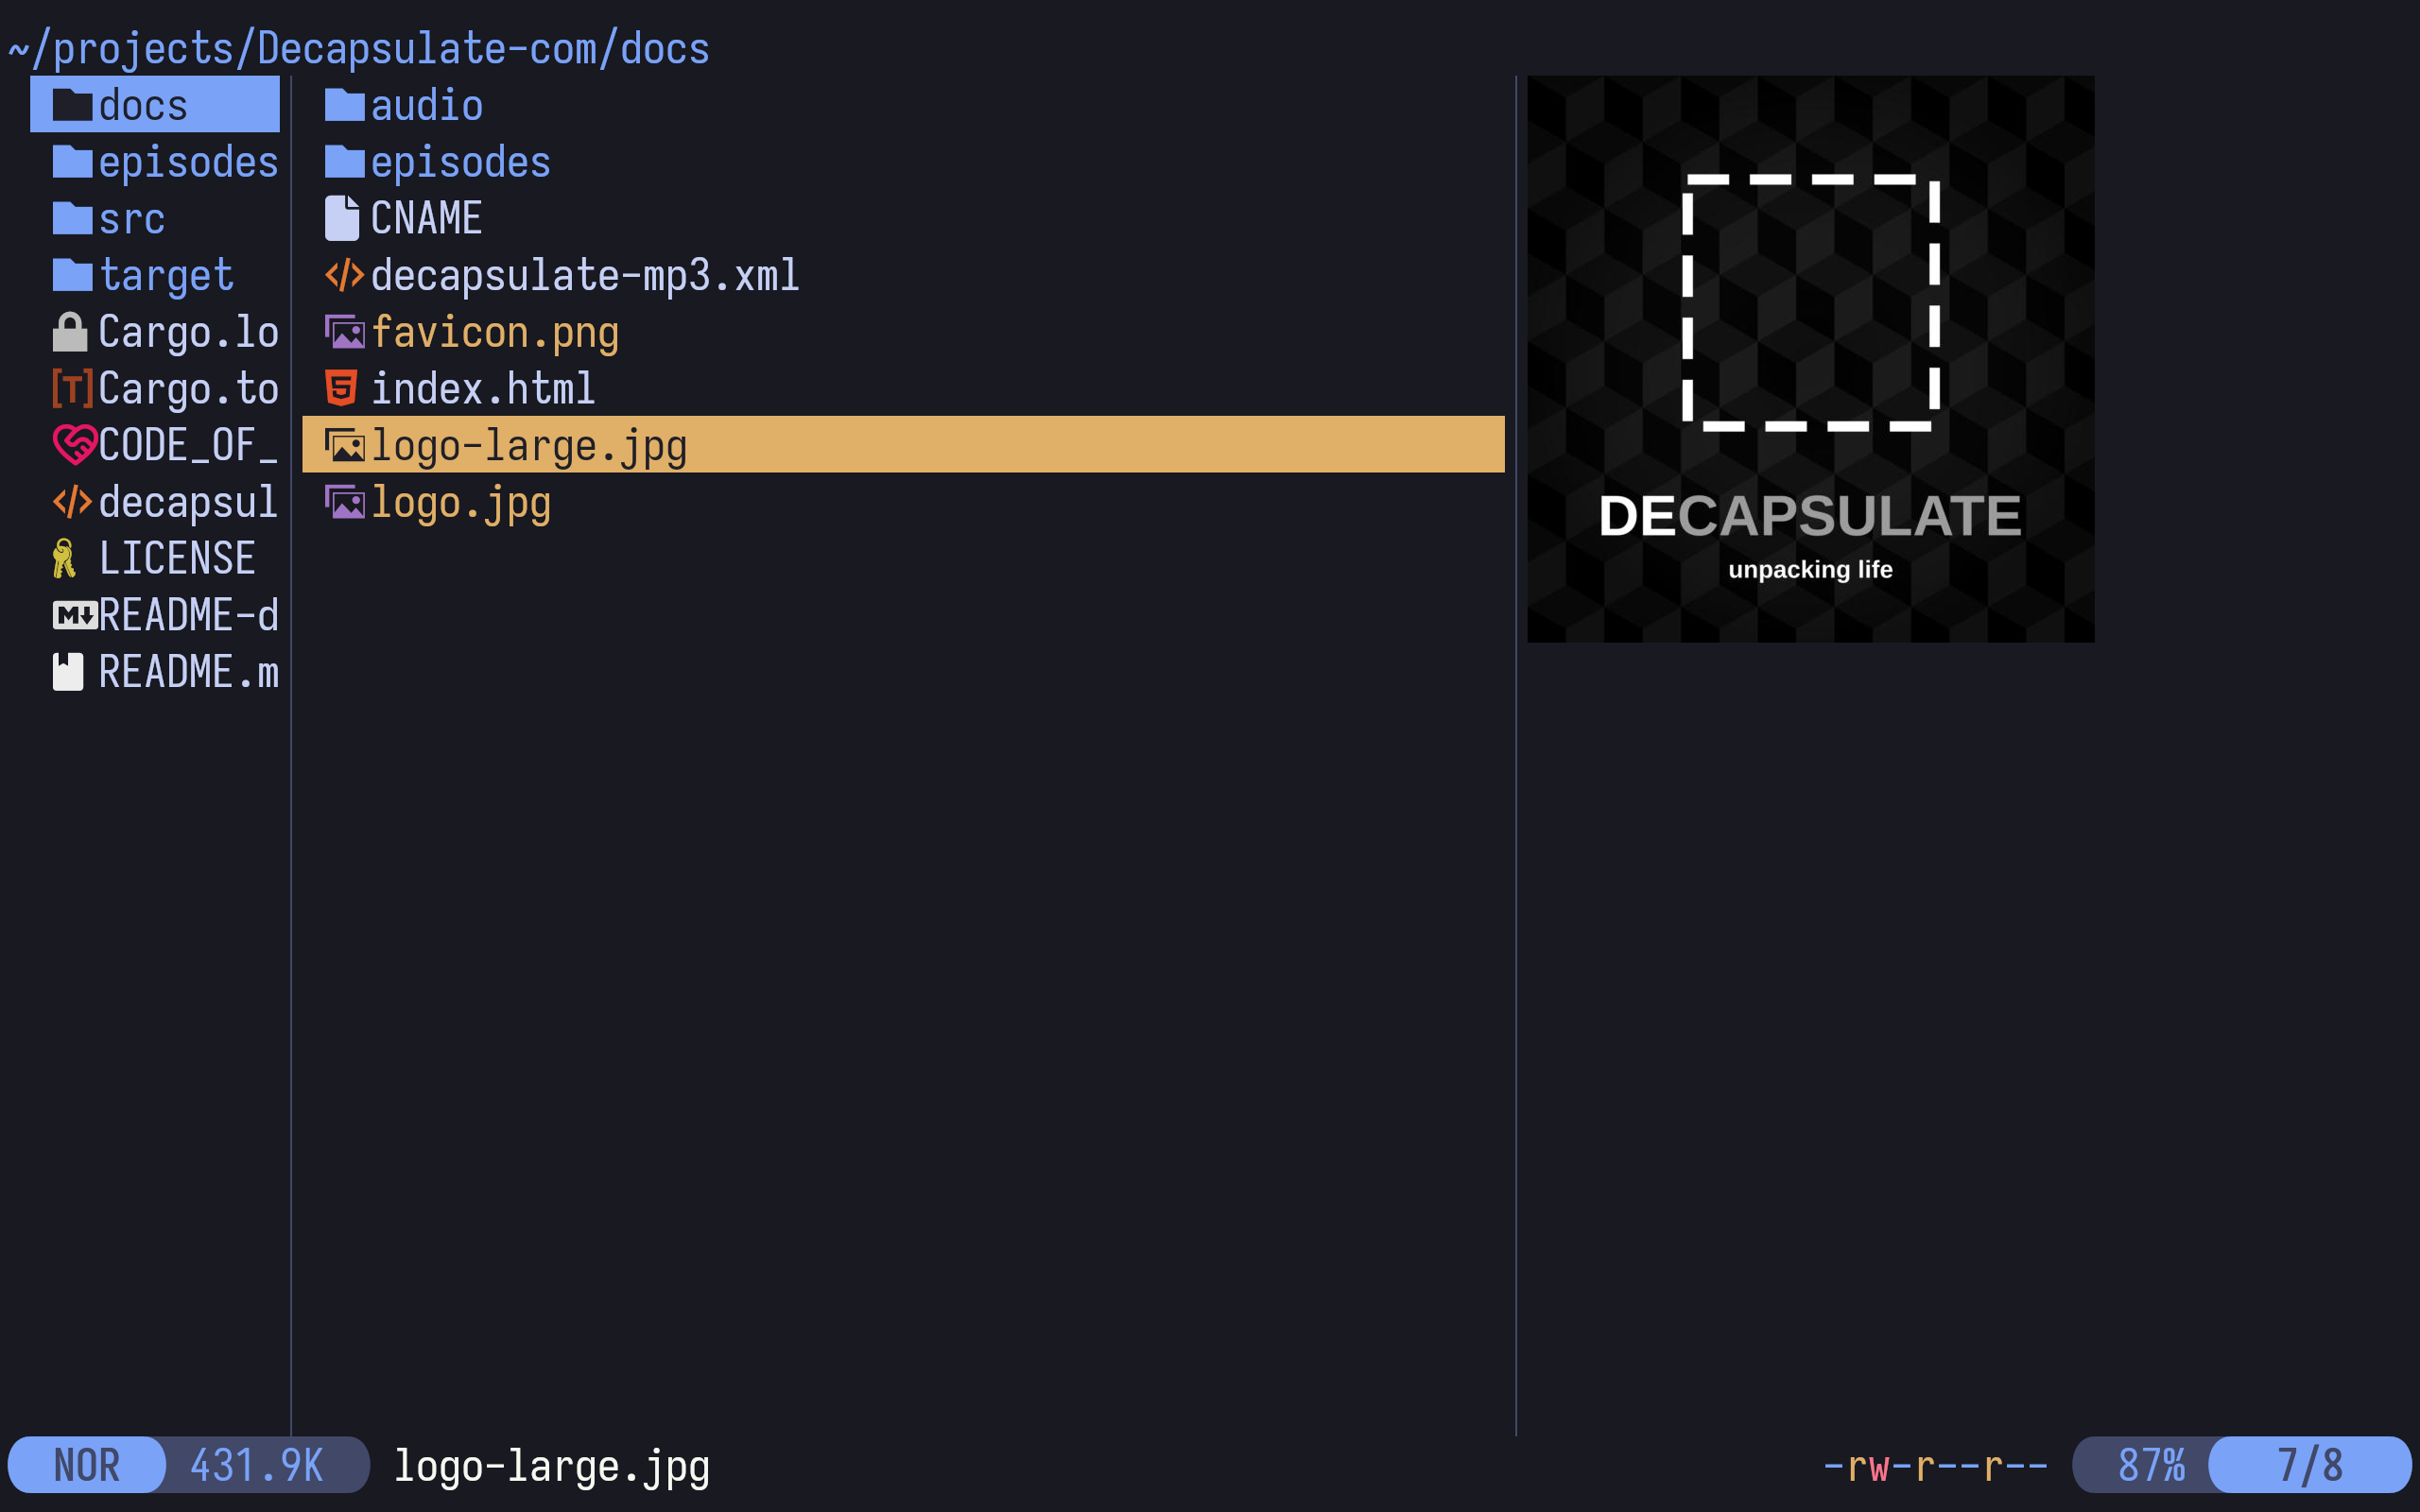 ~/projects/Decapsulate-com/docs
docs
episodes
src
target
Cargo.lo
Cargo.to
CODE_OF_
decapsul
LICENSE
README-d
README.m
audio
episodes
CNAME
decapsulate-mp3.xml
favicon.png
index.html
logo-large.jpg
logo.jpg
DECAPSULATE
unpacking life
NOR 431.9K logo-large.jpg -rw-r--r-- 87% 7/8